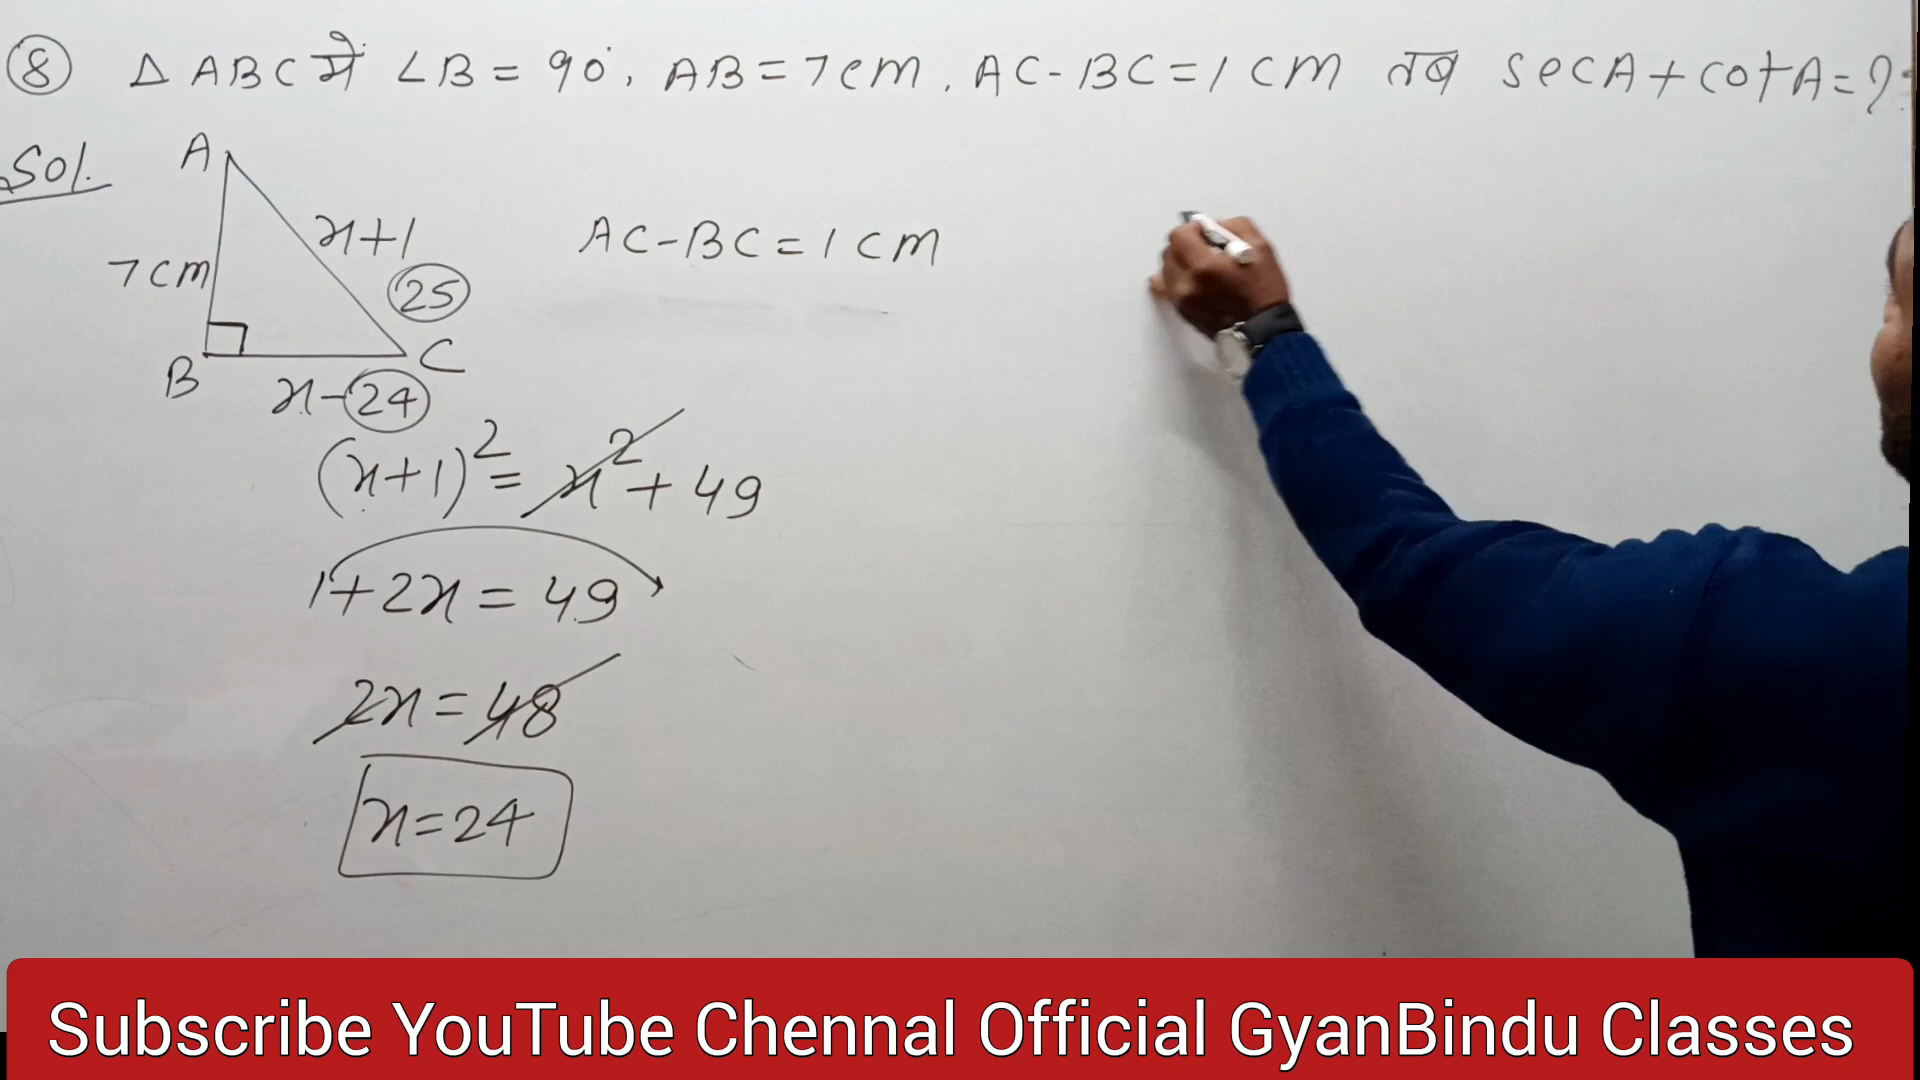 ⑧ △ ABC में ∠B = 90°, AB = 7cm, AC-BC = 1 CM तब SecA + CotA = ?
Sol.
A
x+1
7cm
25
B
C
x-24
AC-BC = 1 CM
(x+1)² = x² + 49
1+2x = 49
2x = 48
x = 24
Subscribe YouTube Chennal Official GyanBindu Classes